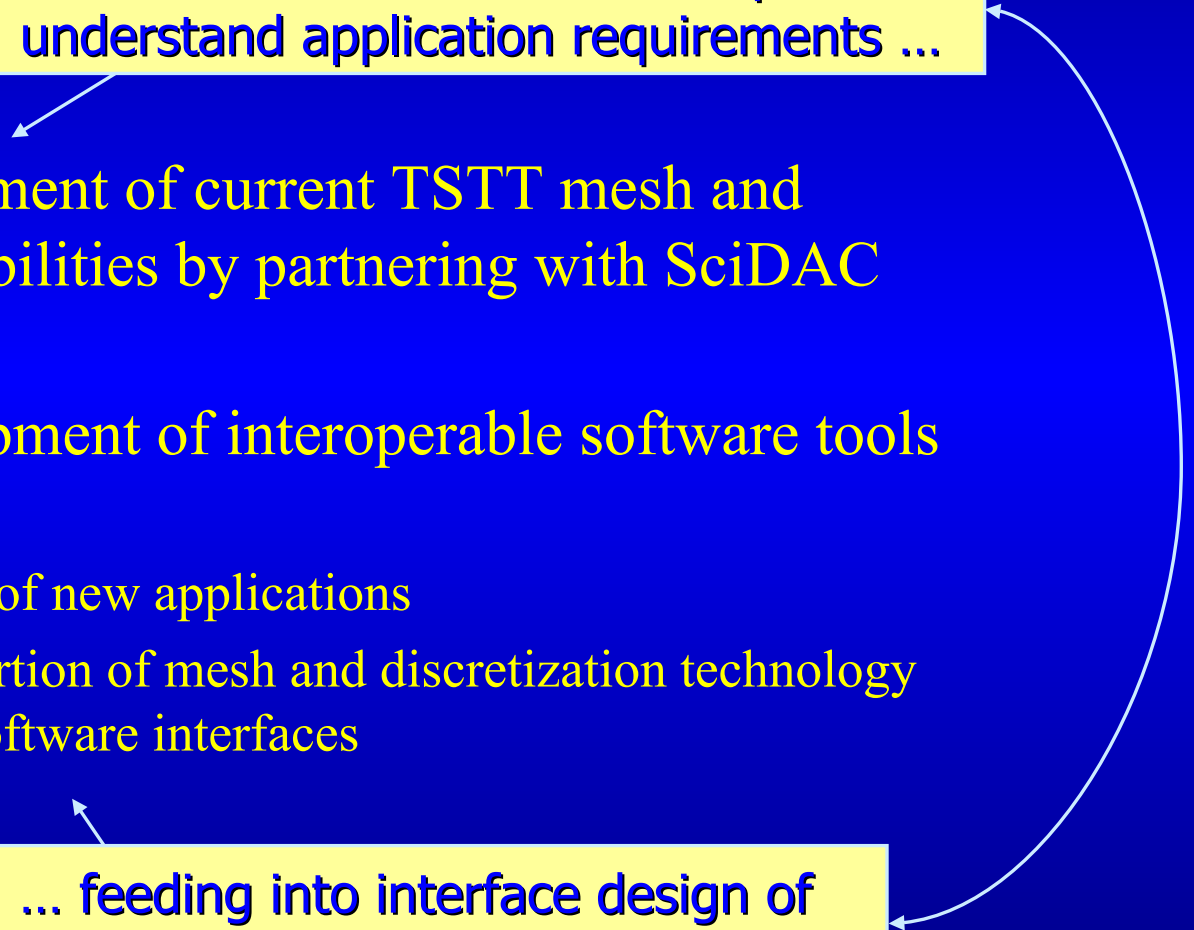 understand application requirements ...
ment of current TSTT mesh and
bilities by partnering with SciDAC
pment of interoperable software tools
of new applications
rtion of mesh and discretization technology
oftware interfaces
... feeding into interface design of